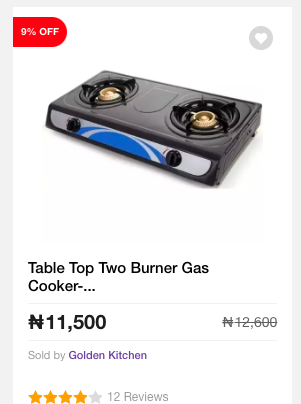 9% OFF
Table Top Two Burner Gas
Cooker-...
₦11,500 ₦12,600
Sold by Golden Kitchen
12 Reviews